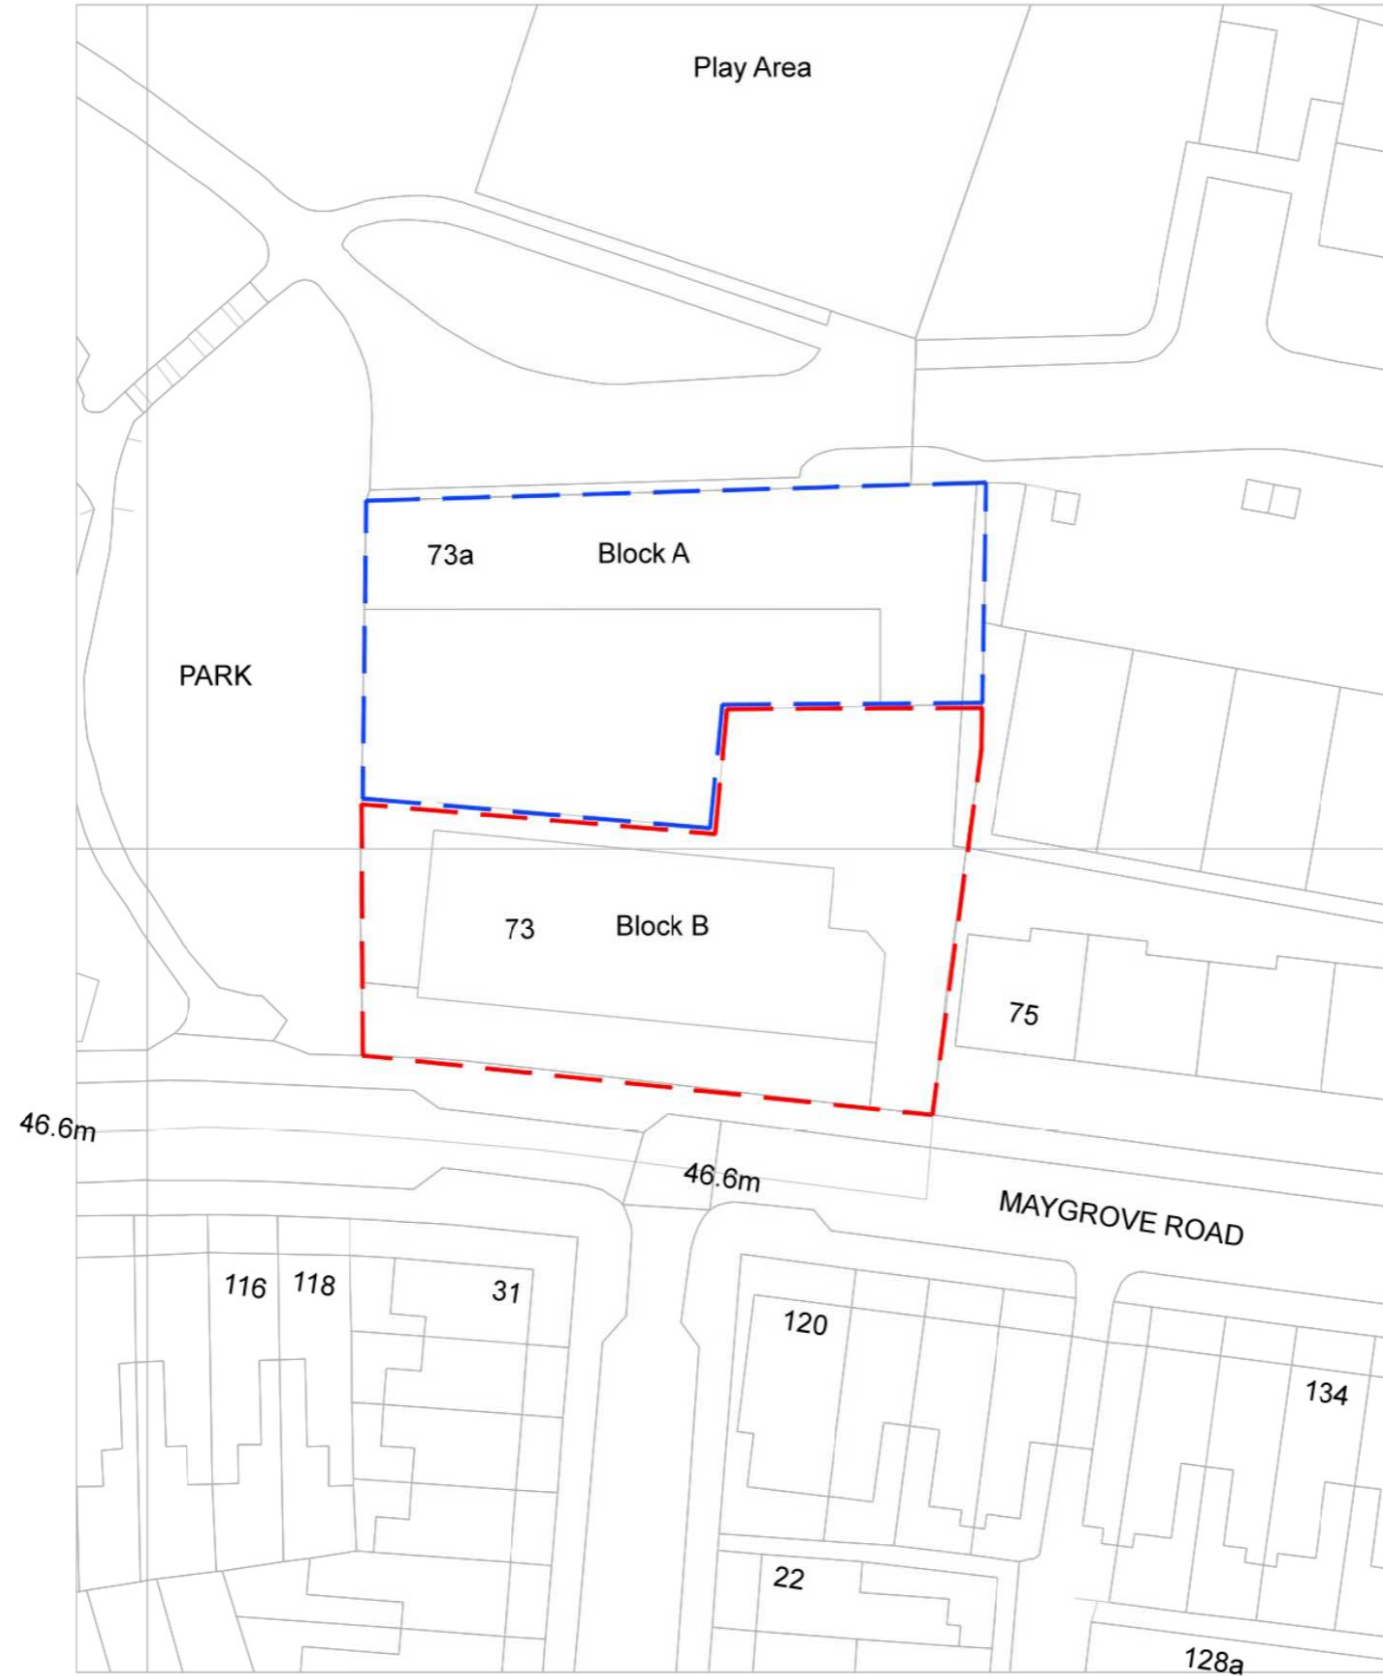 Play Area
73a
Block A
PARK
73
Block B
75
46.6m
46.6m
MAYGROVE ROAD
116
118
31
120
134
22
128a